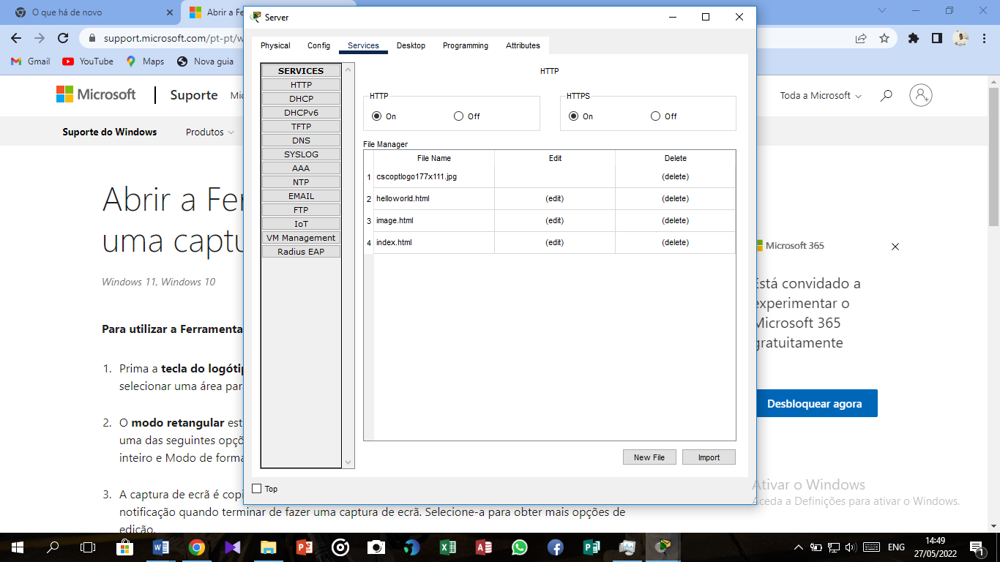 O que há de novo
Abrir a Fe
support.microsoft.com/pt-pt/w
Gmail
YouTube
Maps
Nova guia
Microsoft
Suporte
Toda a Microsoft
Suporte do Windows
Produtos
Abrir a Fe
uma captu
Windows 11, Windows 10
Para utilizar a Ferramenta
1. Prima a tecla do logótip
selecionar uma área par
2. O modo retangular est
uma das seguintes opçõ
inteiro e Modo de forma
3. A captura de ecrã é copi
notificação quando terminar de fazer uma captura de ecrã. Selecione-a para obter mais opções de
edição.
Server
Physical
Config
Services
Desktop
Programming
Attributes
SERVICES
HTTP
DHCP
DHCPv6
TFTP
DNS
SYSLOG
AAA
NTP
EMAIL
FTP
IoT
VM Management
Radius EAP
HTTP
HTTP
On
Off
HTTPS
On
Off
File Manager
File Name Edit Delete
1 cscoptlogo177x111.jpg (delete)
2 helloworld.html (edit) (delete)
3 image.html (edit) (delete)
4 index.html (edit) (delete)
New File
Import
Top
Microsoft 365
Está convidado a
experimentar o
Microsoft 365
gratuitamente
Desbloquear agora
Ativar o Windows
Aceda a Definições para ativar o Windows.
ENG
14:49
27/05/2022
1